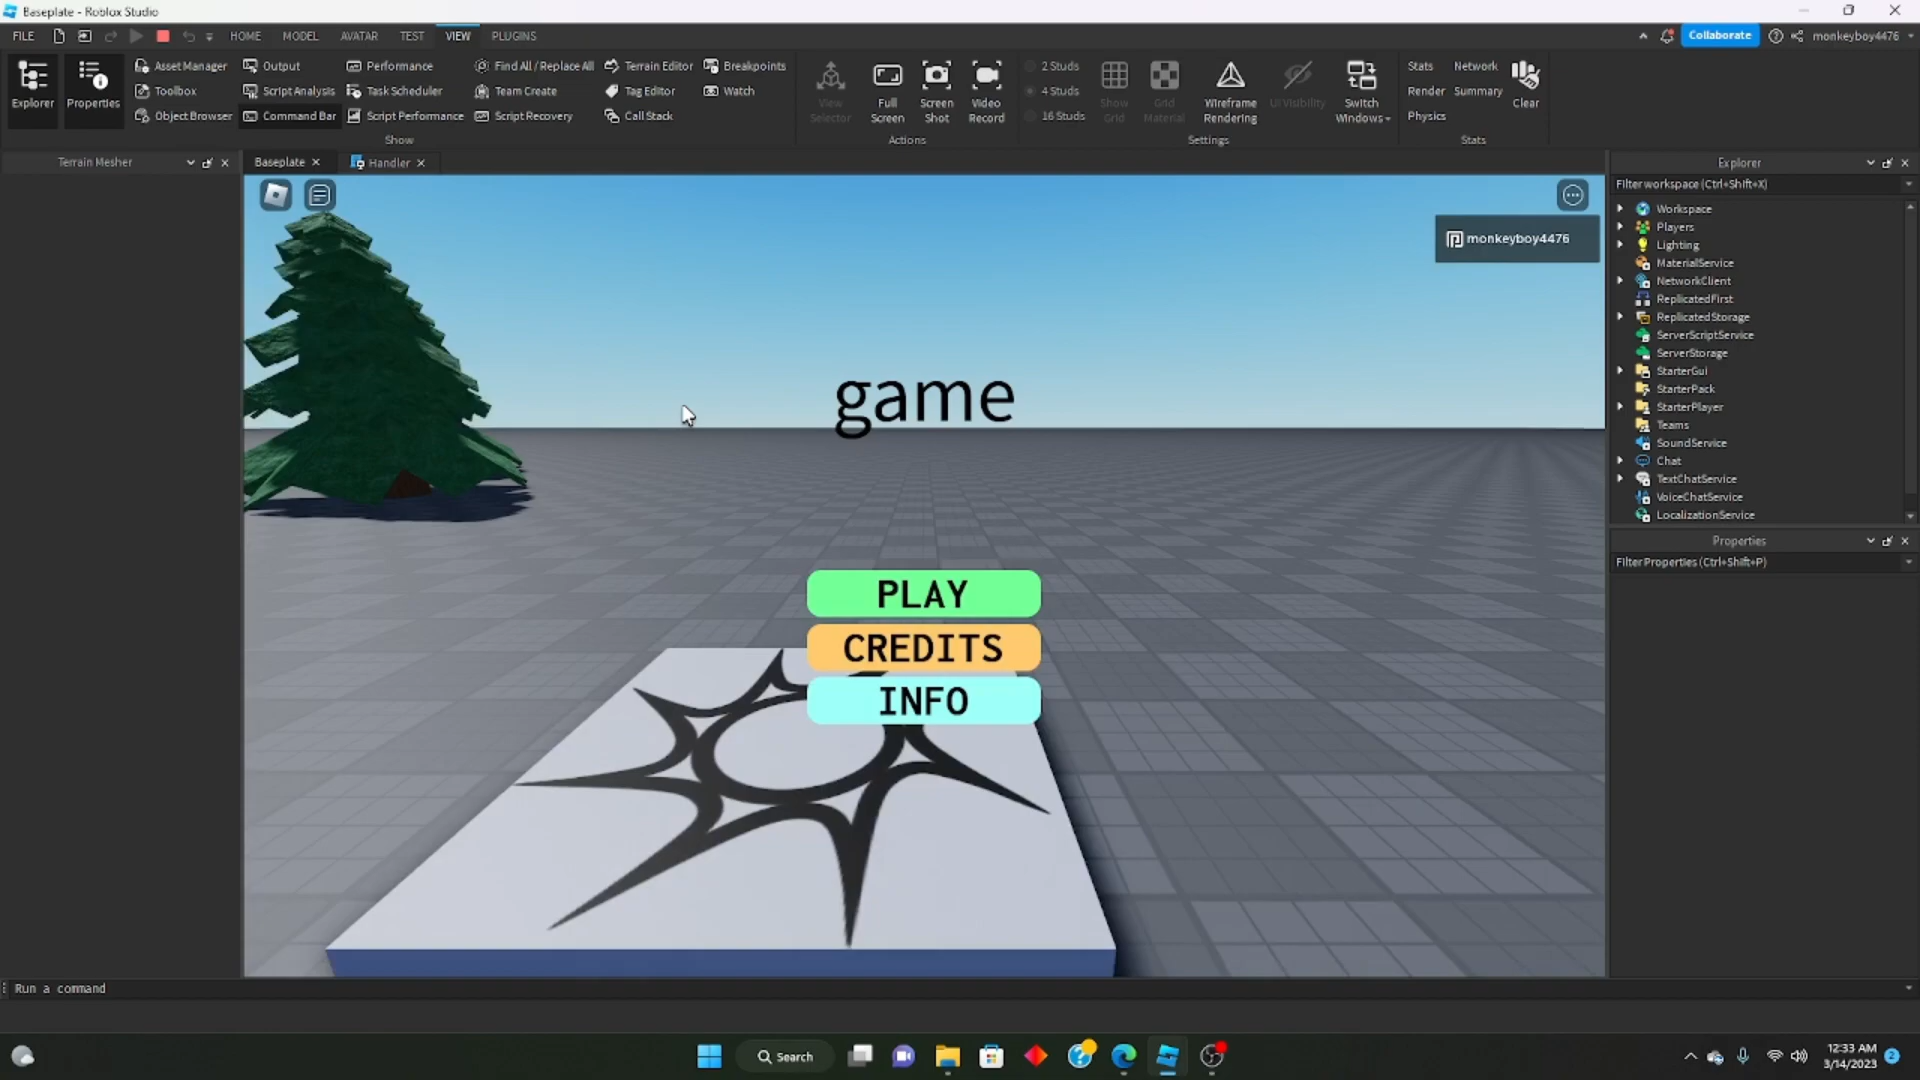 Baseplate - Roblox Studio
FILE HOME MODEL AVATAR TEST VIEW PLUGINS Collaborate monkeyboy4476
Explorer Properties
Asset Manager Output Performance Find All / Replace All Terrain Editor Breakpoints
Toolbox Script Analysis Task Scheduler Team Create Tag Editor Watch
Object Browser Command Bar Script Performance Script Recovery Call Stack
Show
View Selector Full Screen Screen Shot Video Record
Actions
2 Studs
4 Studs
16 Studs
Show Grid Grid Material Wireframe Rendering UI Visibility Switch Windows
Settings
Stats Network
Render Summary
Physics
Clear
Stats
Terrain Mesher
Baseplate Handler
monkeyboy4476
game
PLAY
CREDITS
INFO
Explorer
Filter workspace (Ctrl+Shift+X)
Workspace
Players
Lighting
MaterialService
NetworkClient
ReplicatedFirst
ReplicatedStorage
ServerScriptService
ServerStorage
StarterGui
StarterPack
StarterPlayer
Teams
SoundService
Chat
TextChatService
VoiceChatService
LocalizationService
Properties
Filter Properties (Ctrl+Shift+P)
Run a command
Search
12:33 AM
3/14/2023
2